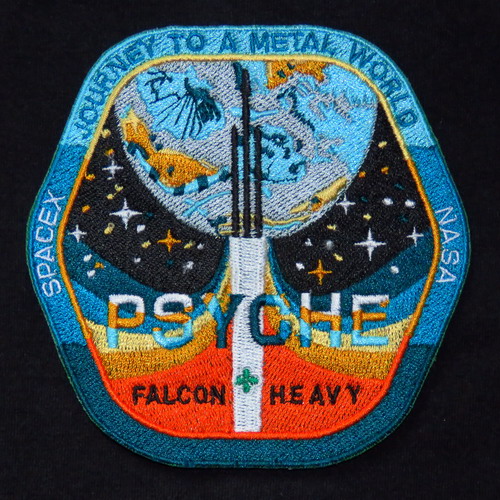 JOURNEY TO A METAL WORLD
SPACEX
NASA
PSYCHE
FALCON HEAVY